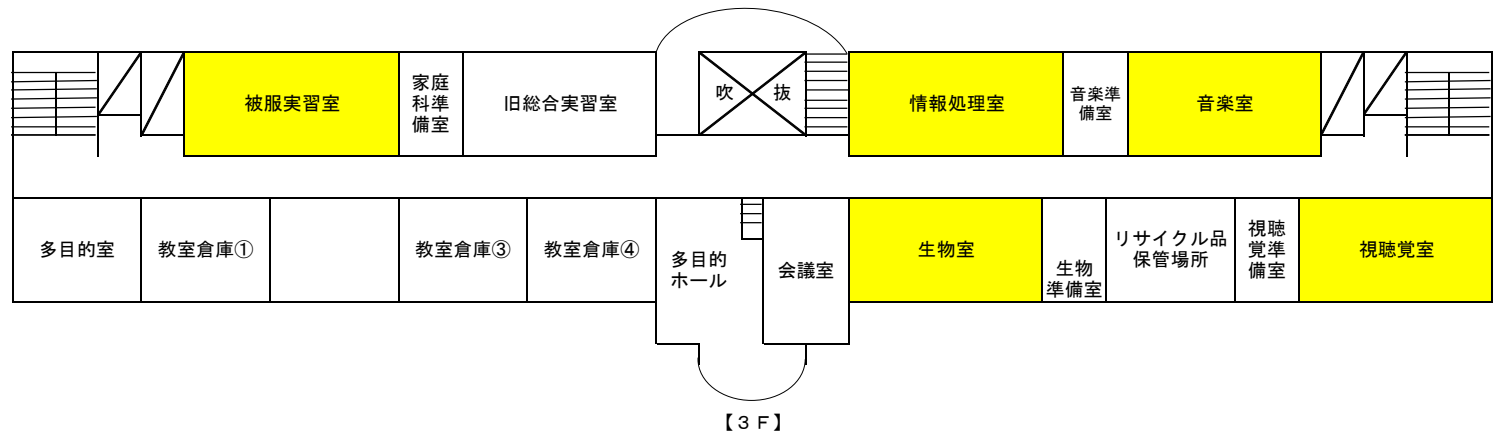 被服実習室
家庭
科準
備室
旧総合実習室
吹 抜
情報処理室
音楽準
備室
音楽室
多目的室
教室倉庫①
教室倉庫③
教室倉庫④
多目的
ホール
会議室
生物室
生物
準備室
リサイクル品
保管場所
視聴
覚準
備室
視聴覚室
【３Ｆ】